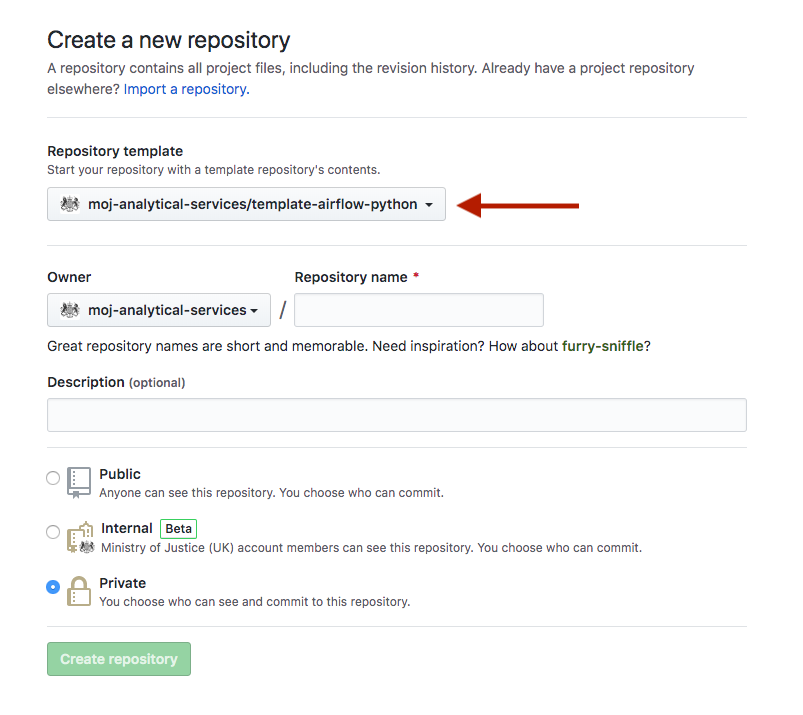 Create a new repository
A repository contains all project files, including the revision history. Already have a project repository
elsewhere? Import a repository.
Repository template
Start your repository with a template repository's contents.
moj-analytical-services/template-airflow-python
Owner
Repository name *
moj-analytical-services
/
Great repository names are short and memorable. Need inspiration? How about furry-sniffle?
Description (optional)
Public
Anyone can see this repository. You choose who can commit.
Internal Beta
Ministry of Justice (UK) account members can see this repository. You choose who can commit.
Private
You choose who can see and commit to this repository.
Create repository